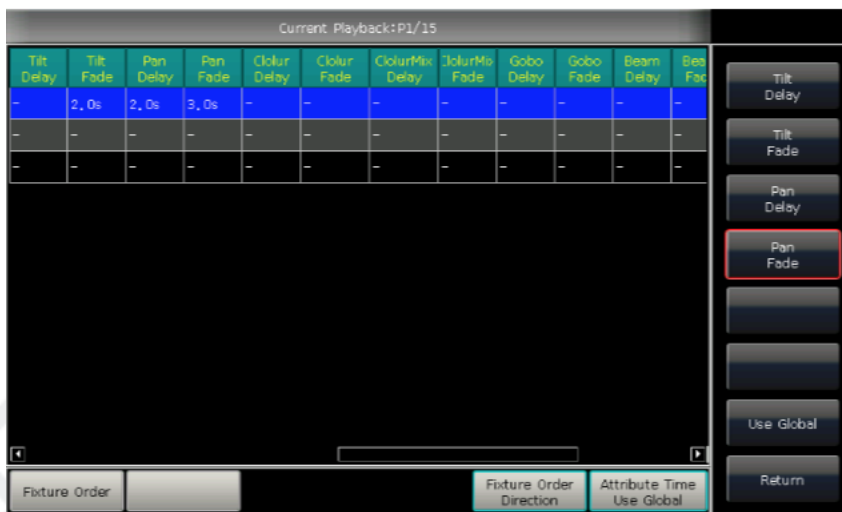 Current Playback:P1/15
Tilt Delay Tilt Fade Pan Delay Pan Fade Clolur Delay Clolur Fade ClolurMix Delay ClolurMix Fade Gobo Delay Gobo Fade Beam Delay
- 2.0s 2.0s 3.0s - - - - - - - -
- - - - - - - - - - - -
- - - - - - - - - - - -
Tilt
Delay
Tilt
Fade
Pan
Delay
Pan
Fade
Use Global
Return
Fixture Order
Fixture Order
Direction
Attribute Time
Use Global